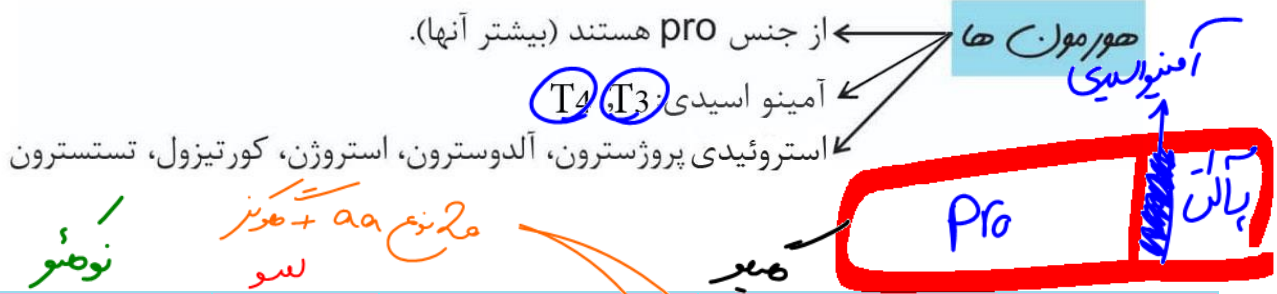 هورمون ها
از جنس pro هستند (بیشتر آنها).
آمینو اسیدی: T3, T4
استروئیدی پروژسترون، آلدوسترون، استروژن، کورتیزول، تستسترون
آمینواسیدی
Pro
2 نوع aa +